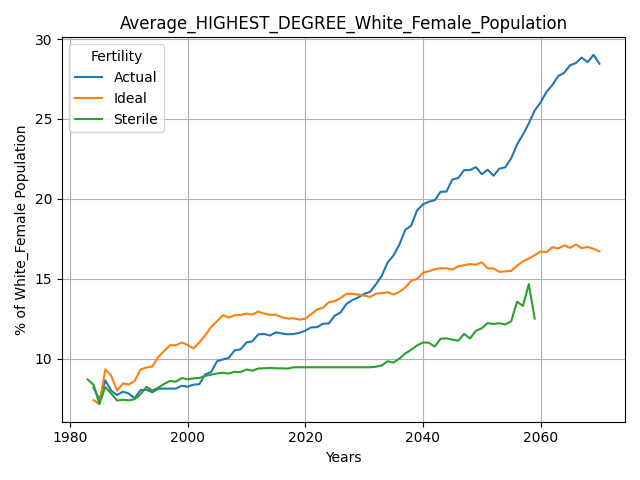 Average_HIGHEST_DEGREE_White_Female_Population
Fertility
Actual
Ideal
Sterile
% of White_Female Population
30
25
20
15
10
1980
2000
2020
2040
2060
Years